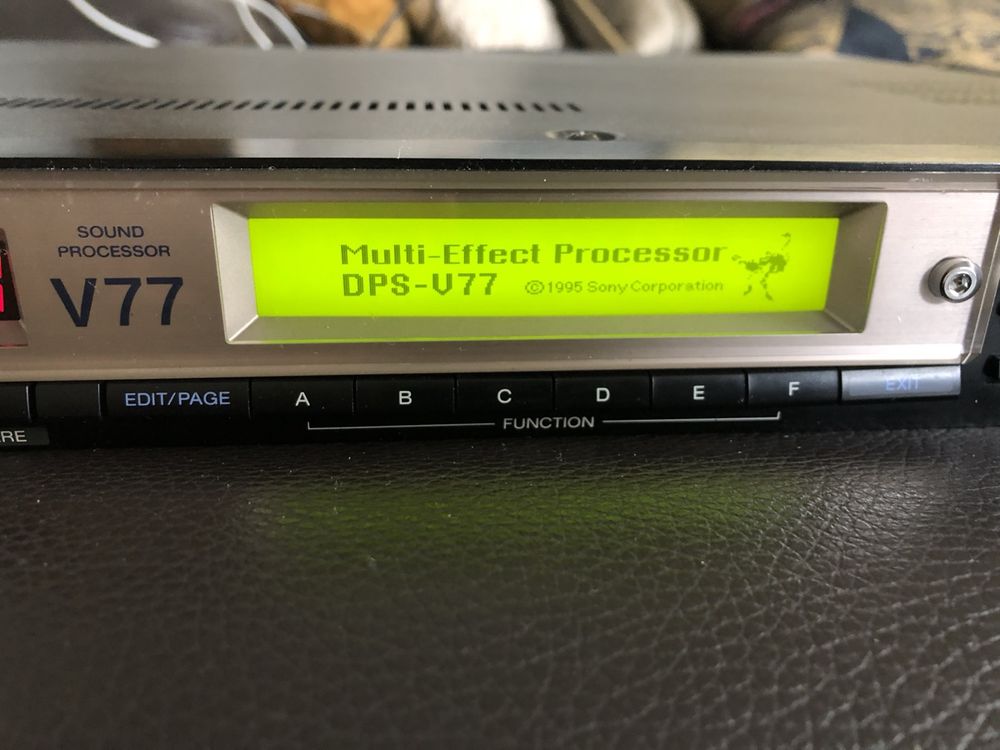 SOUND
PROCESSOR
V77
Multi-Effect Processor
DPS-V77 ©1995 Sony Corporation
EDIT/PAGE A B C D E F EXIT
FUNCTION